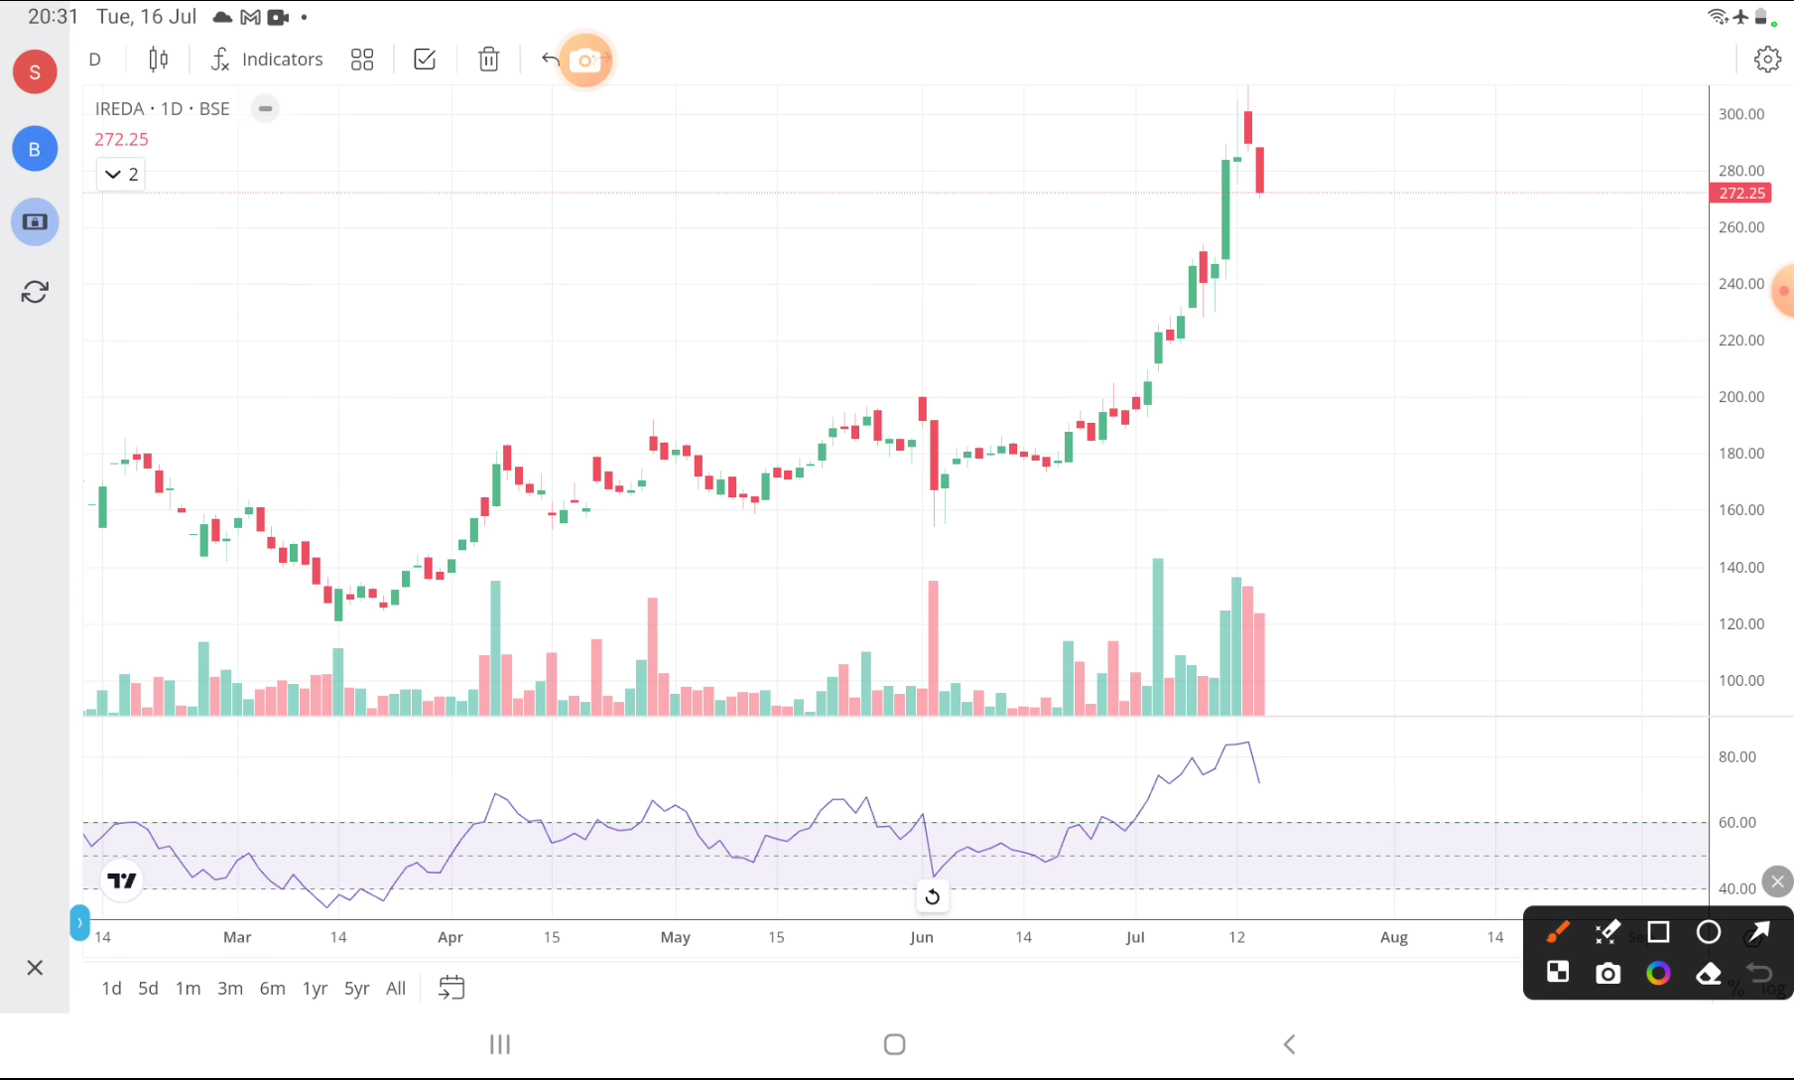 20:31 Tue, 16 Jul
S
D
Indicators
B
IREDA · 1D · BSE
272.25
2
300.00
280.00
272.25
260.00
240.00
220.00
200.00
180.00
160.00
140.00
120.00
100.00
80.00
60.00
40.00
14 Mar 14 Apr 15 May 15 Jun 14 Jul 12 Aug 14
1d 5d 1m 3m 6m 1yr 5yr All
% log